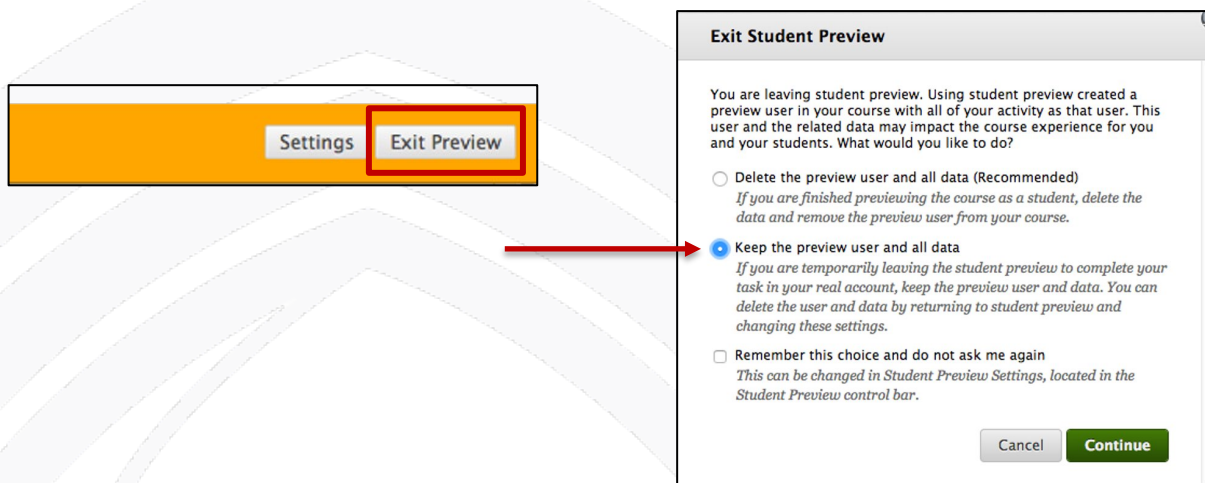 Settings
Exit Preview
Exit Student Preview
You are leaving student preview. Using student preview created a
preview user in your course with all of your activity as that user. This
user and the related data may impact the course experience for you
and your students. What would you like to do?
Delete the preview user and all data (Recommended)
If you are finished previewing the course as a student, delete the
data and remove the preview user from your course.
Keep the preview user and all data
If you are temporarily leaving the student preview to complete your
task in your real account, keep the preview user and data. You can
delete the user and data by returning to student preview and
changing these settings.
Remember this choice and do not ask me again
This can be changed in Student Preview Settings, located in the
Student Preview control bar.
Cancel
Continue